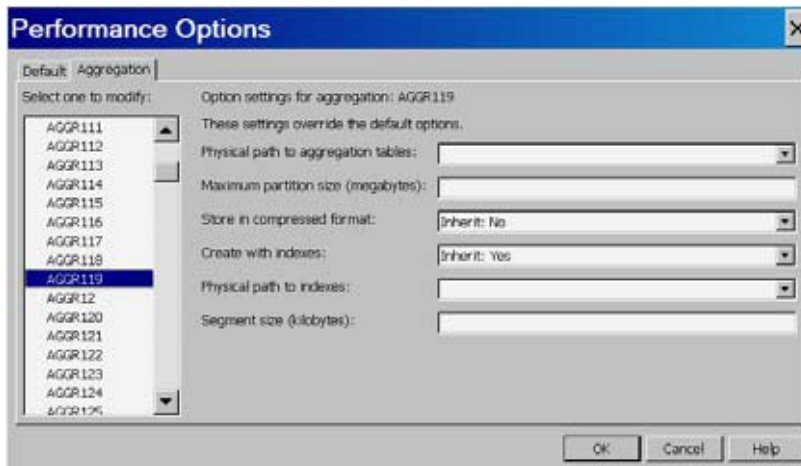 Performance Options
Default Aggregation
Select one to modify:
AGGR111
AGGR112
AGGR113
AGGR114
AGGR115
AGGR116
AGGR117
AGGR118
AGGR119
AGGR12
AGGR120
AGGR121
AGGR122
AGGR123
AGGR124
AGGR125
Option settings for aggregation: AGGR119
These settings override the default options.
Physical path to aggregation tables:
Maximum partition size (megabytes):
Store in compressed format: Inherit: No
Create with indexes: Inherit: Yes
Physical path to indexes:
Segment size (kilobytes):
OK Cancel Help